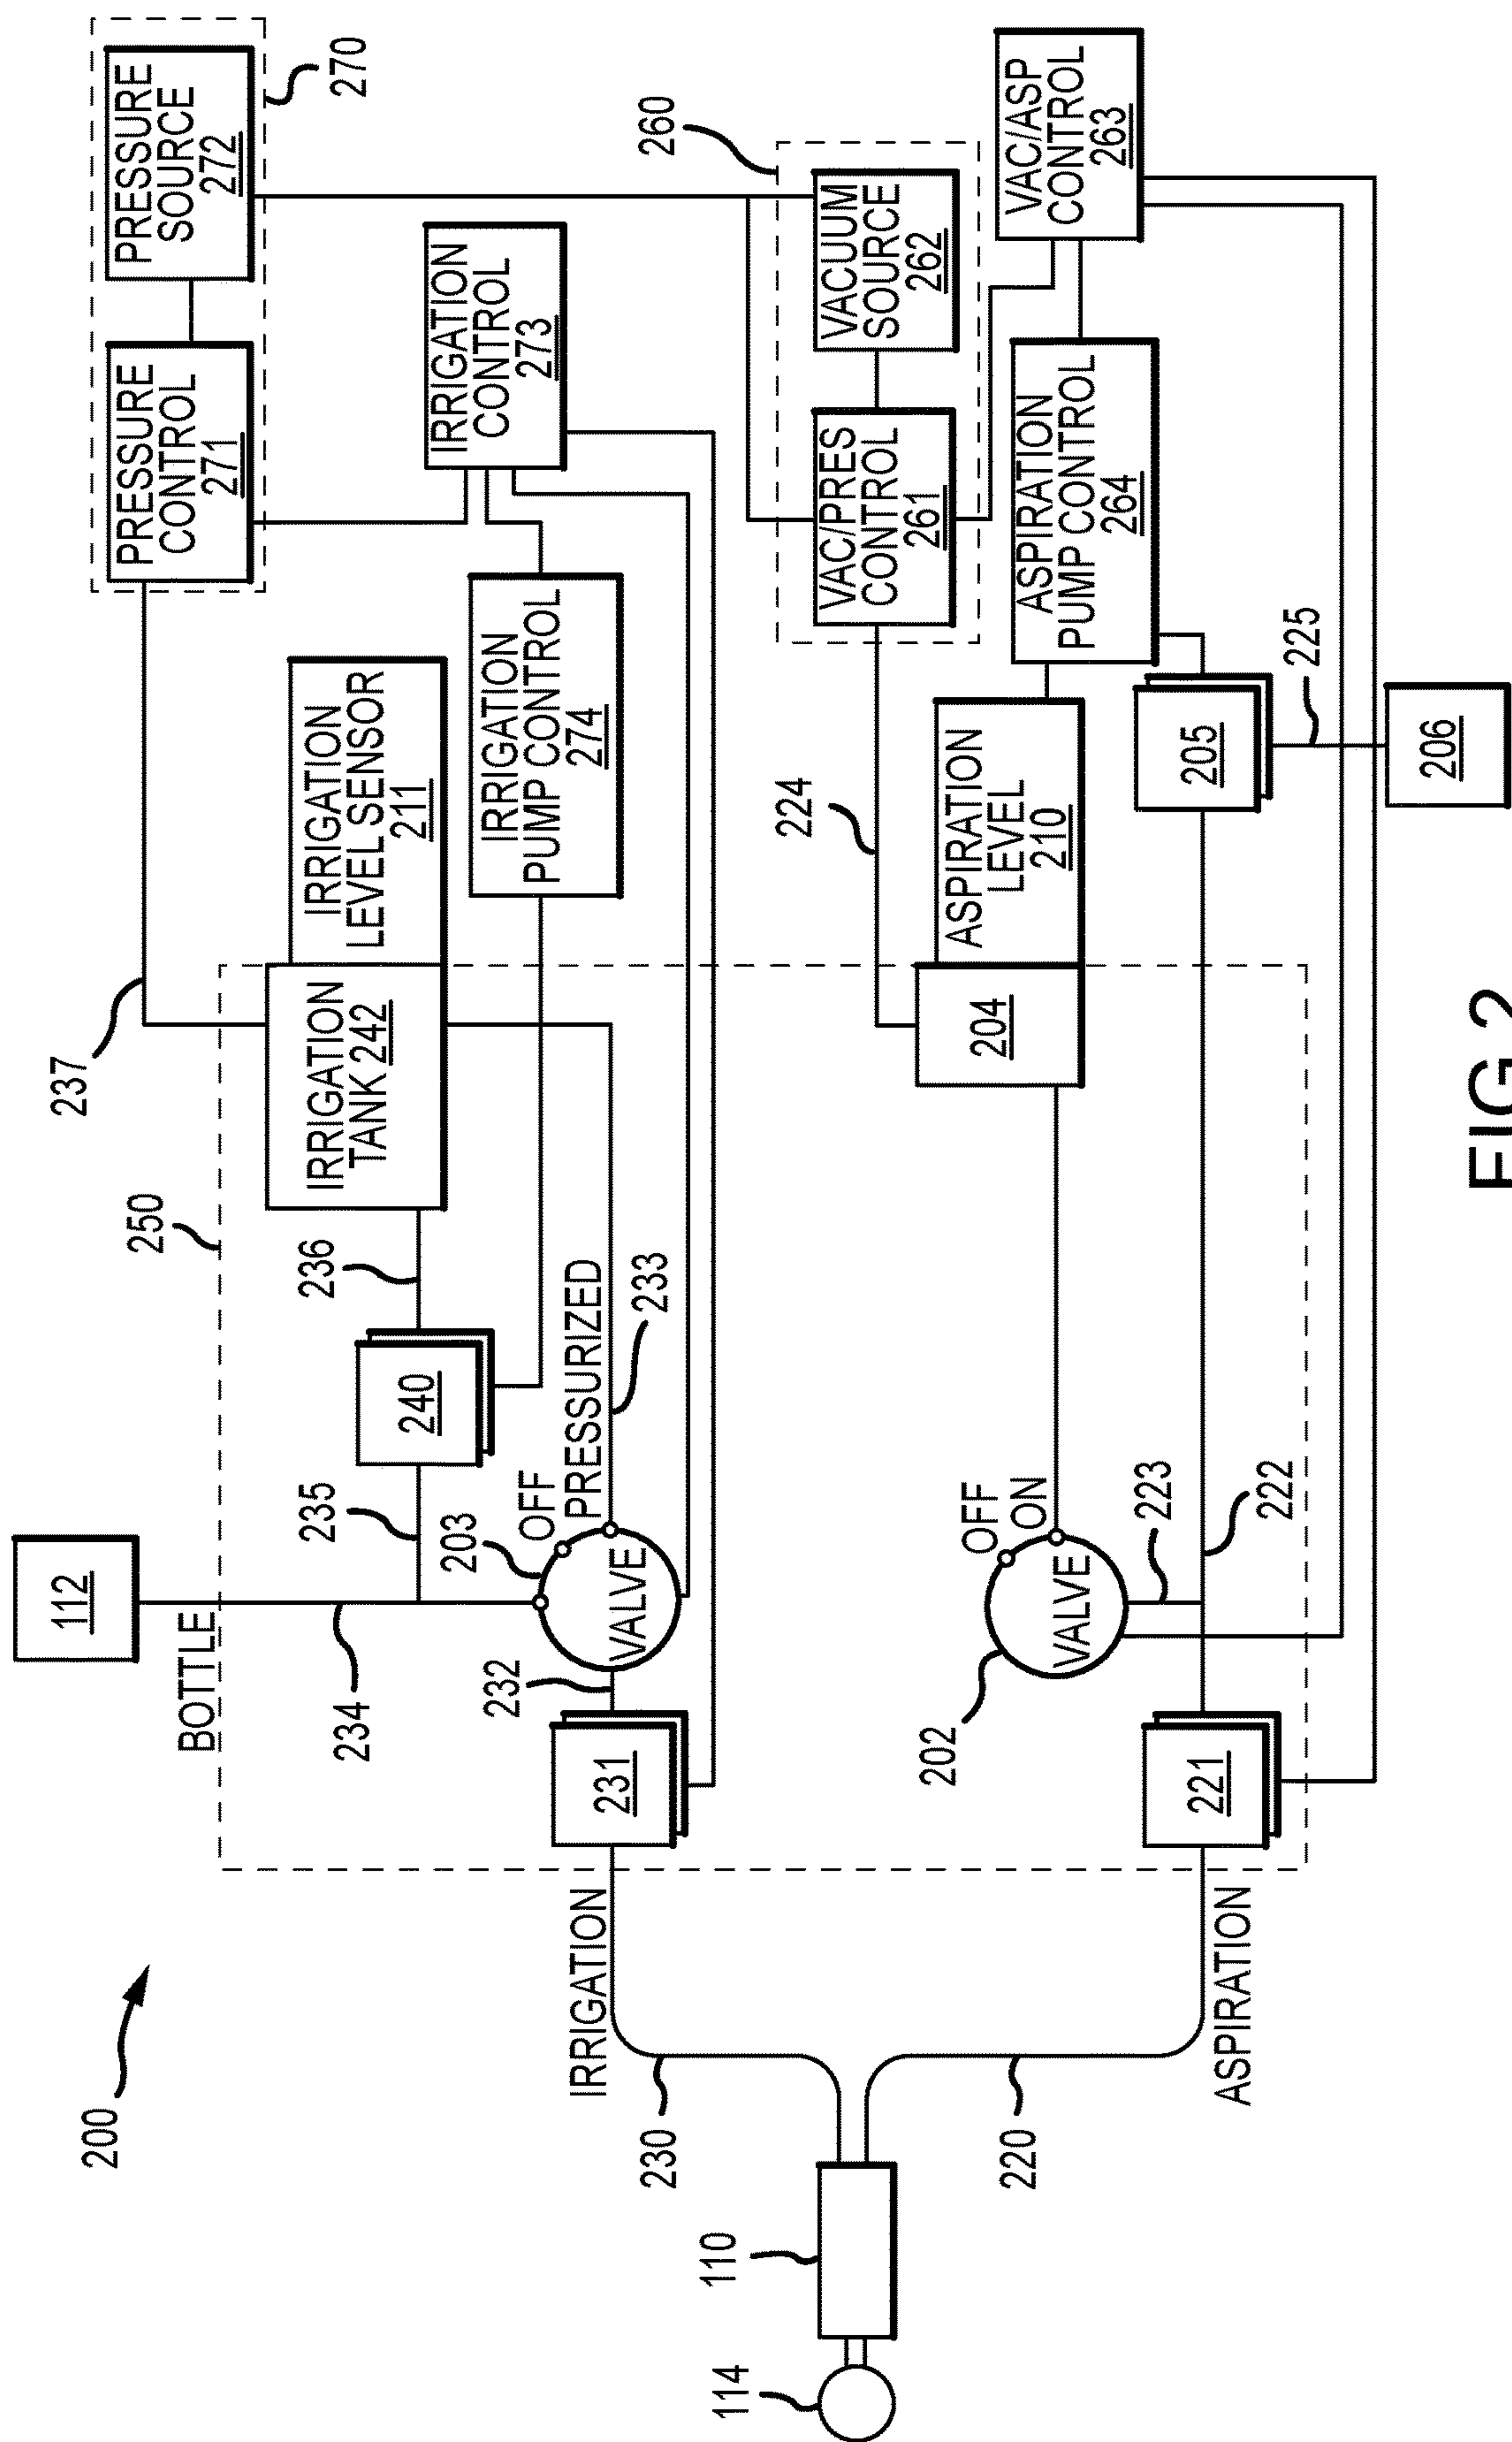 200
BOTTLE
112
234
235
236
250
237
240
IRRIGATION
TANK 242
IRRIGATION
LEVEL SENSOR
211
PRESSURE
CONTROL
271
PRESSURE
SOURCE
272
270
IRRIGATION
CONTROL
273
IRRIGATION
PUMP CONTROL
274
203
OFF
PRESSURIZED
VALVE
232
233
231
IRRIGATION
230
114
110
220
ASPIRATION
221
202
VALVE
OFF
ON
223
222
204
224
ASPIRATION
LEVEL
210
260
VAC/PRES
CONTROL
261
VACUUM
SOURCE
262
VAC/ASP
CONTROL
263
ASPIRATION
PUMP CONTROL
264
205
225
206
FIG.2